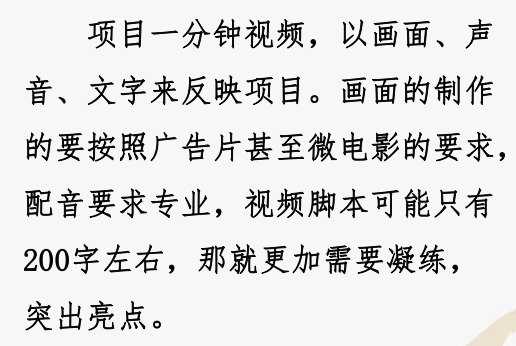 项目一分钟视频，以画面、声
音、文字来反映项目。画面的制作
的要按照广告片甚至微电影的要求，
配音要求专业，视频脚本可能只有
200字左右，那就更加需要凝练，
突出亮点。